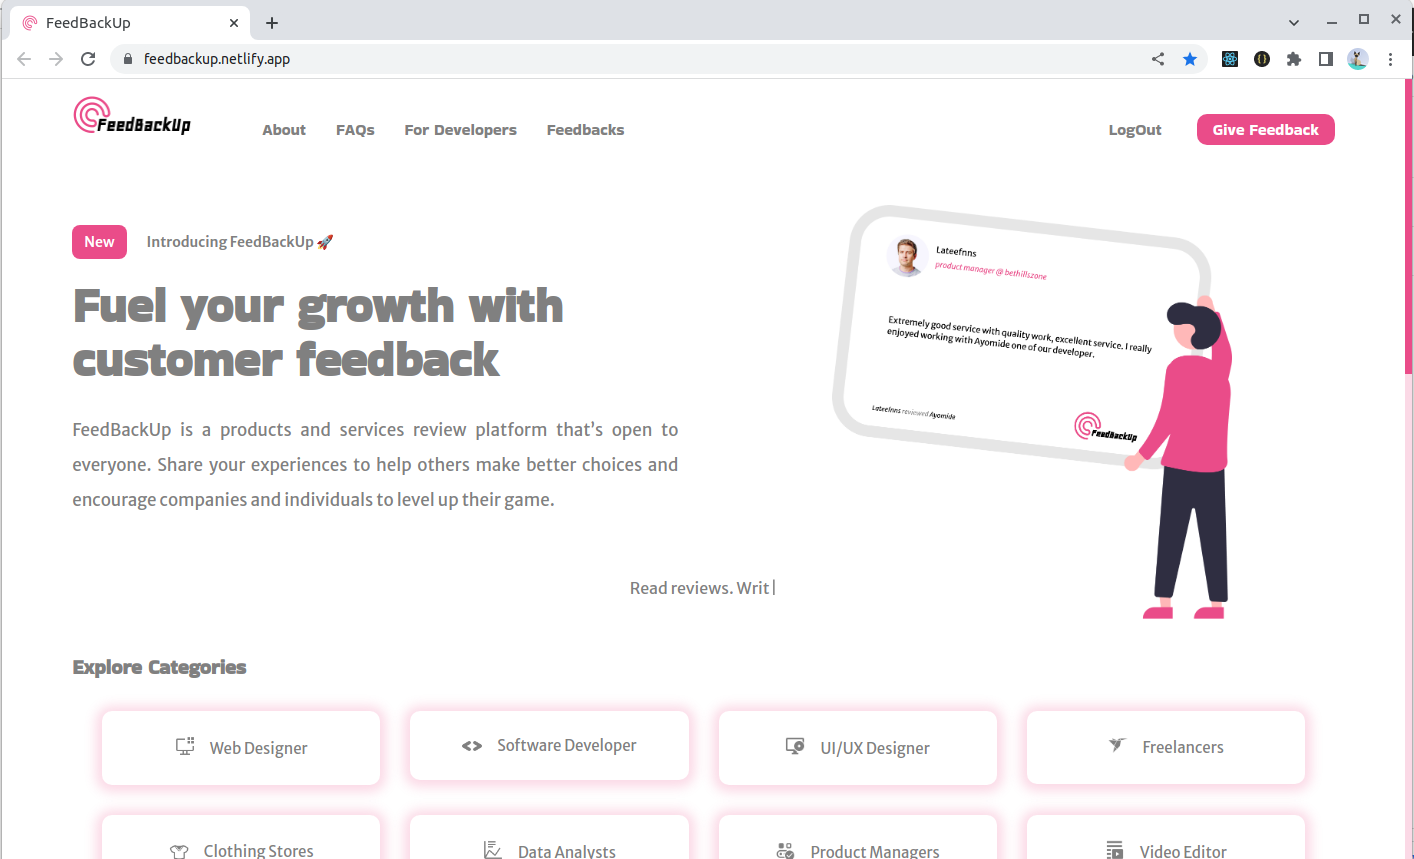 FeedBackUp
feedbackup.netlify.app
FeedBackUp
About
FAQs
For Developers
Feedbacks
LogOut
Give Feedback
New
Introducing FeedBackUp 🚀
Fuel your growth with
customer feedback
FeedBackUp is a products and services review platform that's open to
everyone. Share your experiences to help others make better choices and
encourage companies and individuals to level up their game.
Lateefnns
product manager @ bethillszone
Extremely good service with quality work, excellent service. I really
enjoyed working with Ayomide one of our developer.
Lateefnns reviewed Ayomide
FeedBackUp
Read reviews. Writ|
Explore Categories
Web Designer
Software Developer
UI/UX Designer
Freelancers
Clothing Stores
Data Analysts
Product Managers
Video Editor